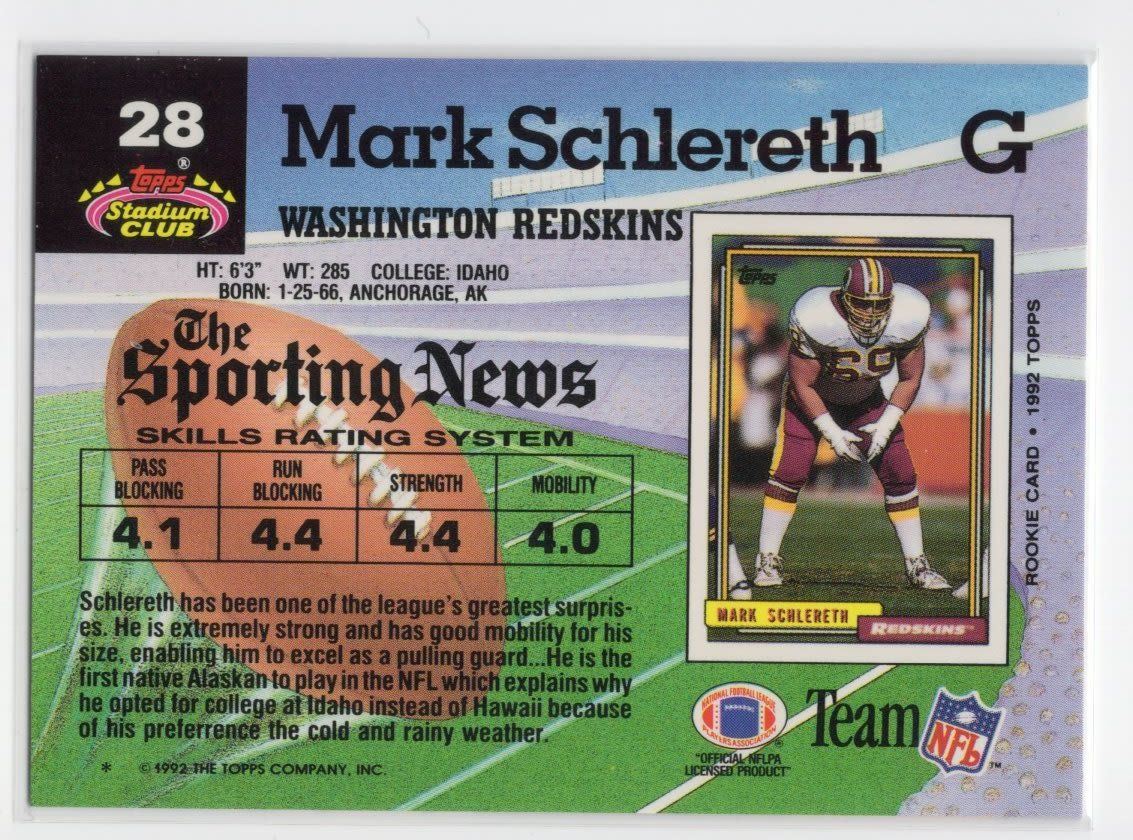 28
Topps®
Stadium
CLUB
Mark Schlereth G
WASHINGTON REDSKINS
HT: 6'3" WT: 285 COLLEGE: IDAHO
BORN: 1-25-66, ANCHORAGE, AK
The
Sporting News
SKILLS RATING SYSTEM
PASS BLOCKING RUN BLOCKING STRENGTH MOBILITY
4.1 4.4 4.4 4.0
Schlereth has been one of the league's greatest surpris-
es. He is extremely strong and has good mobility for his
size, enabling him to excel as a pulling guard...He is the
first native Alaskan to play in the NFL which explains why
he opted for college at Idaho instead of Hawaii because
of his preferrence the cold and rainy weather.
* © 1992 THE TOPPS COMPANY, INC.
TOPPS
69
MARK SCHLERETH
REDSKINS
ROOKIE CARD • 1992 TOPPS
NATIONAL FOOTBALL LEAGUE
PLAYERS ASSOCIATION
"OFFICIAL NFLPA
LICENSED PRODUCT"
Team NFL™